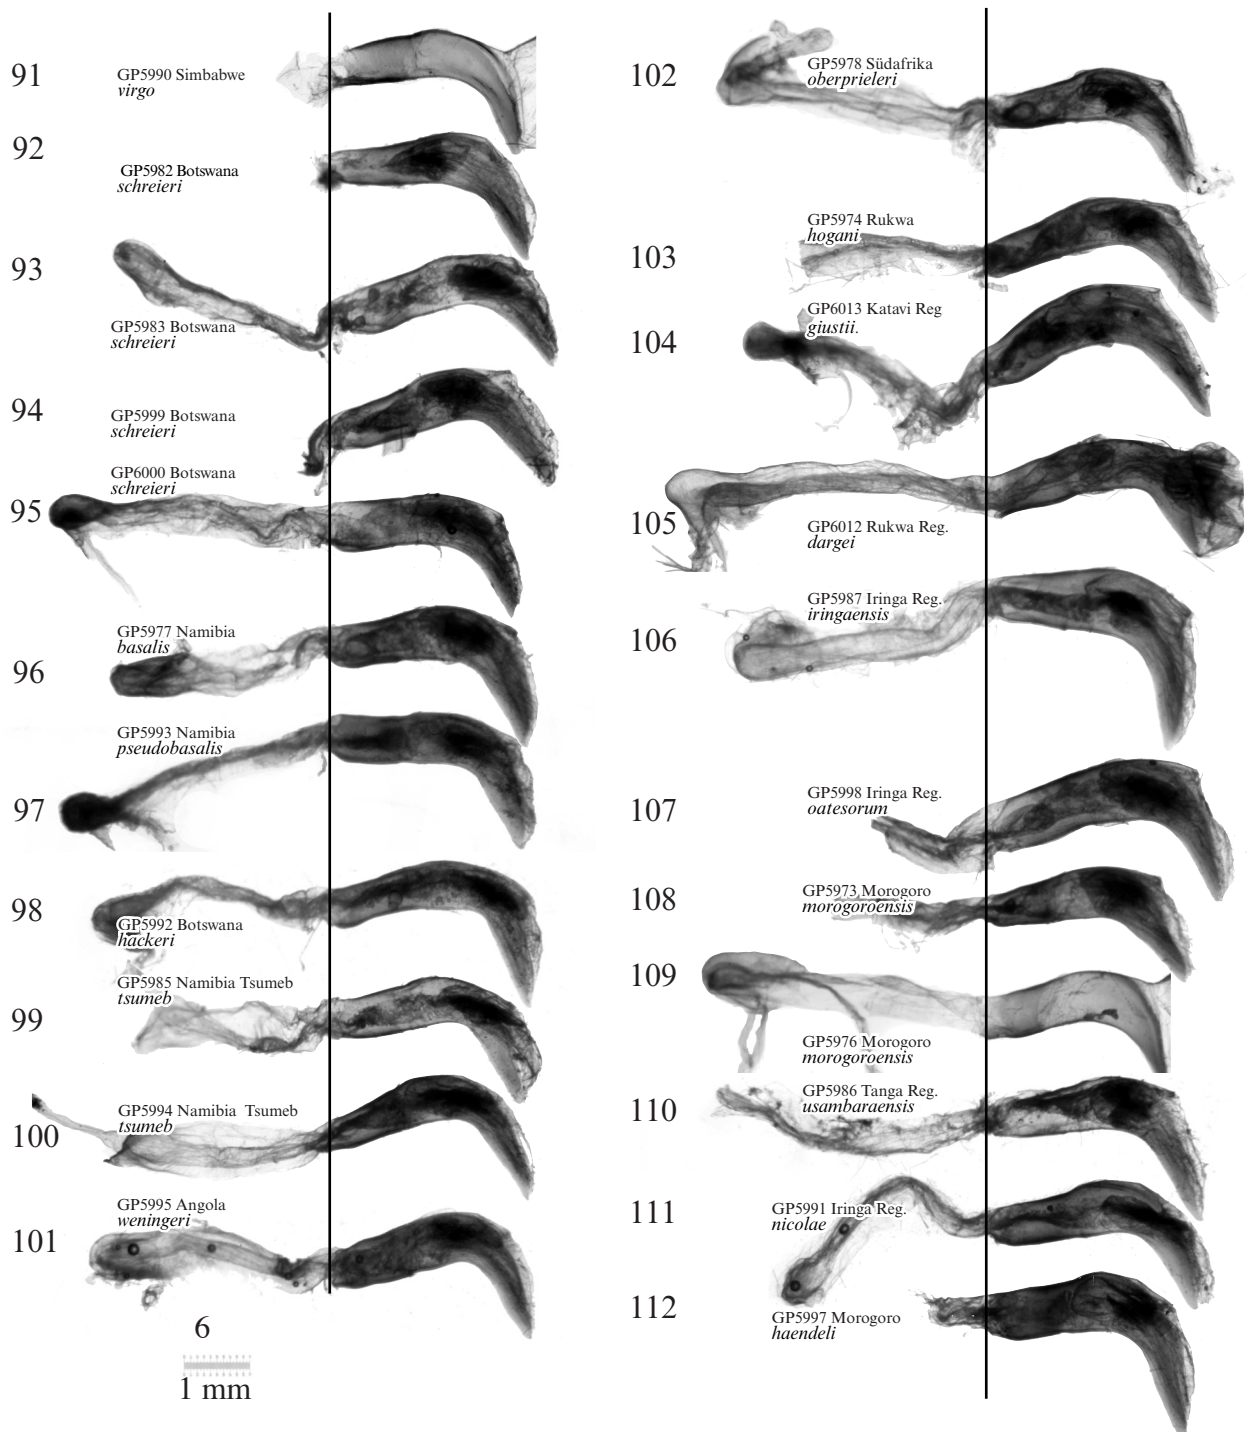 91
GP5990 Simbabwe
virgo
92
GP5982 Botswana
schreieri
93
GP5983 Botswana
schreieri
94
GP5999 Botswana
schreieri
GP6000 Botswana
schreieri
95
GP5977 Namibia
basalis
96
GP5993 Namibia
pseudobasalis
97
98
GP5992 Botswana
hackeri
GP5985 Namibia Tsumeb
tsumeb
99
GP5994 Namibia Tsumeb
tsumeb
100
GP5995 Angola
weningeri
101
6
1 mm
102
GP5978 Südafrika
oberprieleri
GP5974 Rukwa
hogani
103
GP6013 Katavi Reg
giustii.
104
105
GP6012 Rukwa Reg.
dargei
GP5987 Iringa Reg.
iringaensis
106
GP5998 Iringa Reg.
oatesorum
107
108
GP5973 Morogoro
morogoroensis
109
GP5976 Morogoro
morogoroensis
GP5986 Tanga Reg.
usambaraensis
110
GP5991 Iringa Reg.
nicolae
111
112
GP5997 Morogoro
haendeli